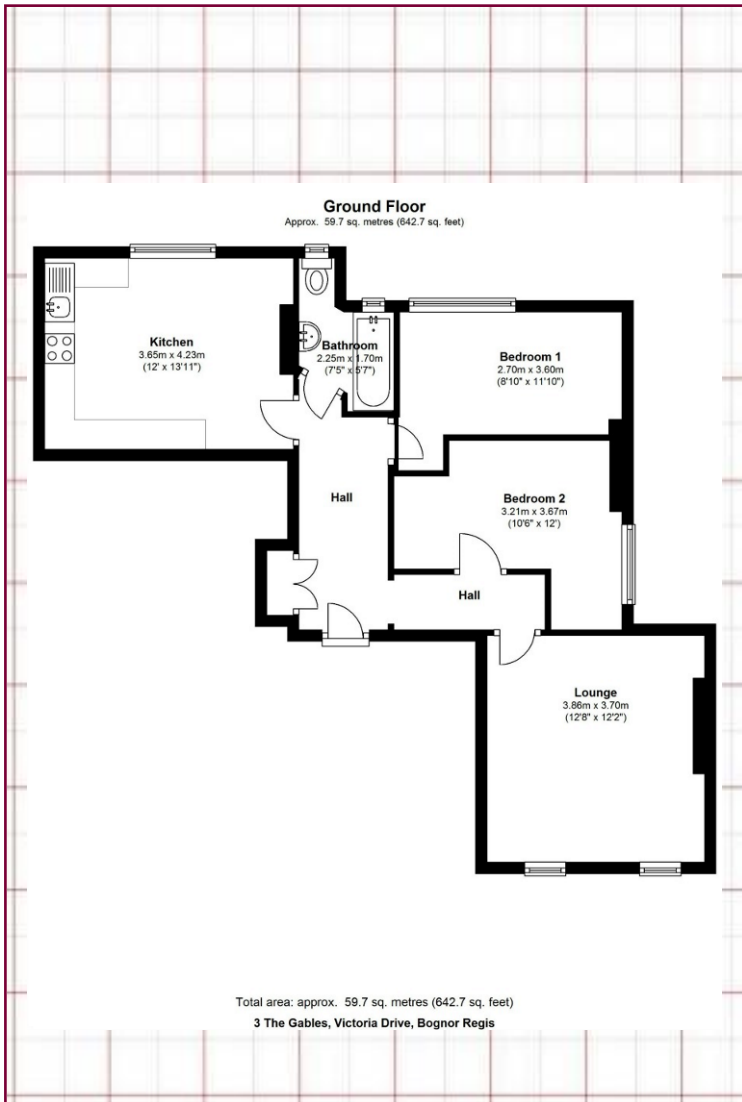 Ground Floor
Approx. 59.7 sq. metres (642.7 sq. feet)
Kitchen
3.65m x 4.23m
(12' x 13'11")
Bathroom
2.25m x 1.70m
(7'5" x 5'7")
Bedroom 1
2.70m x 3.60m
(8'10" x 11'10")
Hall
Bedroom 2
3.21m x 3.67m
(10'6" x 12')
Hall
Lounge
3.86m x 3.70m
(12'8" x 12'2")
Total area: approx. 59.7 sq. metres (642.7 sq. feet)
3 The Gables, Victoria Drive, Bognor Regis